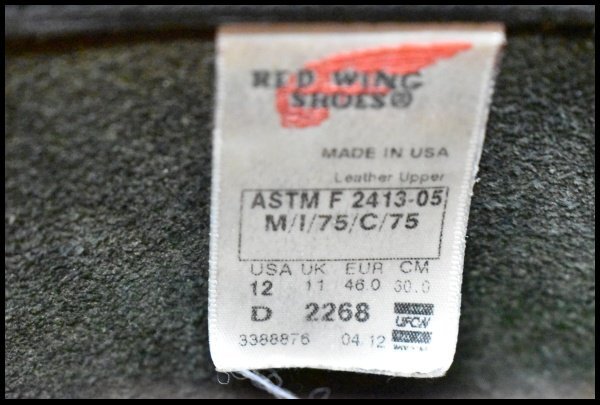 RED WING
SHOES®
MADE IN USA
Leather Upper
ASTM F 2413-05
M/I/75/C/75
USA UK EUR CM
12 11 46.0 30.0
D 2268
UFCW
3388876 04 12